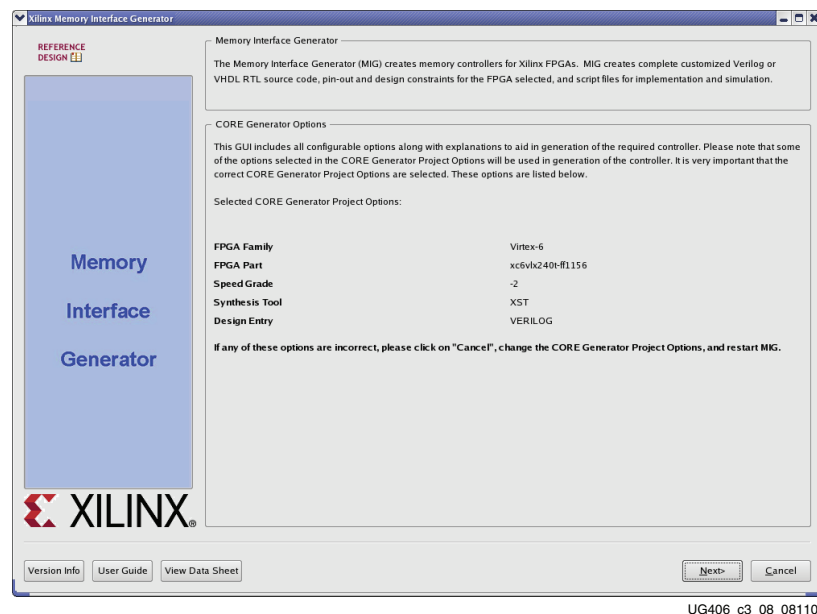 Xilinx Memory Interface Generator
REFERENCE
DESIGN
Memory
Interface
Generator
XILINX®
Memory Interface Generator
The Memory Interface Generator (MIG) creates memory controllers for Xilinx FPGAs. MIG creates complete customized Verilog or
VHDL RTL source code, pin-out and design constraints for the FPGA selected, and script files for implementation and simulation.
CORE Generator Options
This GUI includes all configurable options along with explanations to aid in generation of the required controller. Please note that some
of the options selected in the CORE Generator Project Options will be used in generation of the controller. It is very important that the
correct CORE Generator Project Options are selected. These options are listed below.
Selected CORE Generator Project Options:
FPGA Family Virtex-6
FPGA Part xc6vlx240t-ff1156
Speed Grade -2
Synthesis Tool XST
Design Entry VERILOG
If any of these options are incorrect, please click on "Cancel", change the CORE Generator Project Options, and restart MIG.
Version Info User Guide View Data Sheet Next> Cancel
UG406_c3_08_08110